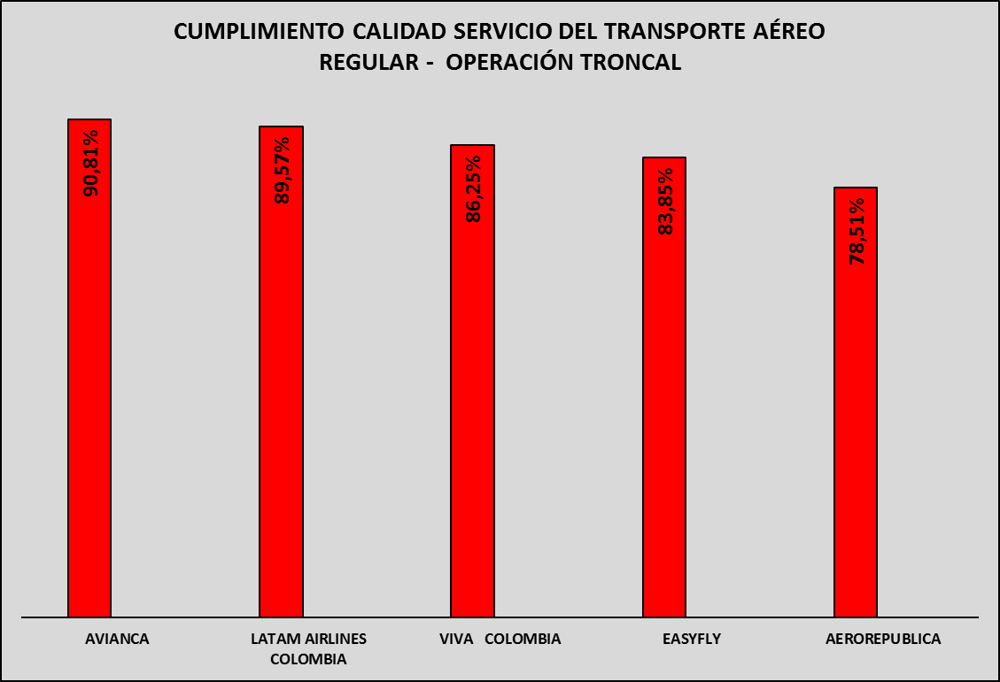 CUMPLIMIENTO CALIDAD SERVICIO DEL TRANSPORTE AÉREO
REGULAR - OPERACIÓN TRONCAL
90,81%
89,57%
86,25%
83,85%
78,51%
AVIANCA
LATAM AIRLINES
COLOMBIA
VIVA COLOMBIA
EASYFLY
AEROREPUBLICA